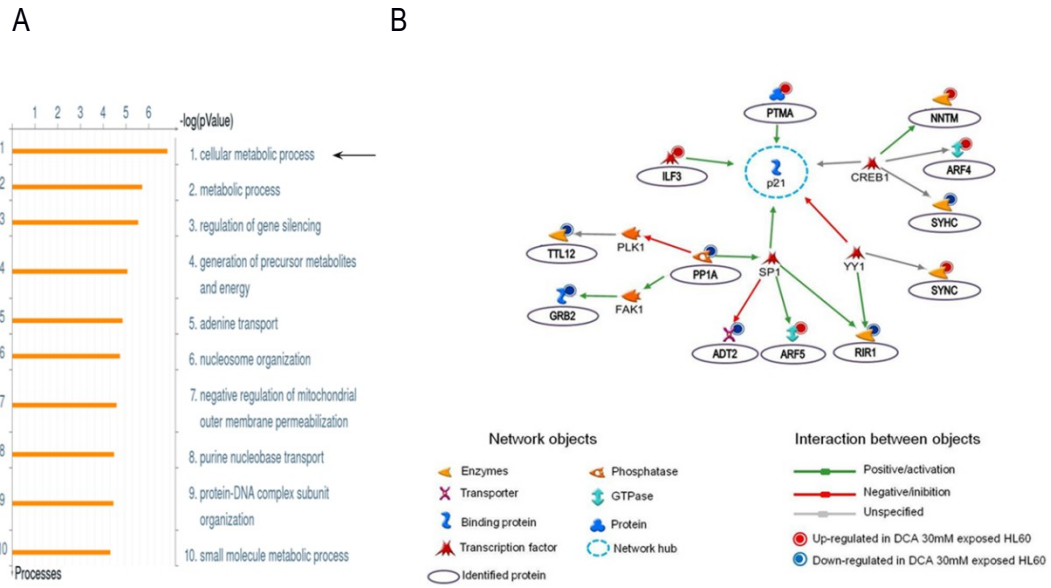 A
B
1 2 3 4 5 6
-log(pValue)
1 1. cellular metabolic process
2 2. metabolic process
3 3. regulation of gene silencing
4 4. generation of precursor metabolites
and energy
5 5. adenine transport
6 6. nucleosome organization
7 7. negative regulation of mitochondrial
outer membrane permeabilization
8 8. purine nucleobase transport
9 9. protein-DNA complex subunit
organization
10 10. small molecule metabolic process
Processes
PTMA
NNTM
ILF3
p21
CREB1
ARF4
SYHC
TTL12
PLK1
PP1A
SP1
YY1
SYNC
GRB2
FAK1
ADT2
ARF5
RIR1
Network objects
Enzymes
Transporter
Binding protein
Transcription factor
Identified protein
Phosphatase
GTPase
Protein
Network hub
Interaction between objects
Positive/activation
Negative/inibition
Unspecified
Up-regulated in DCA 30mM exposed HL60
Down-regulated in DCA 30mM exposed HL60